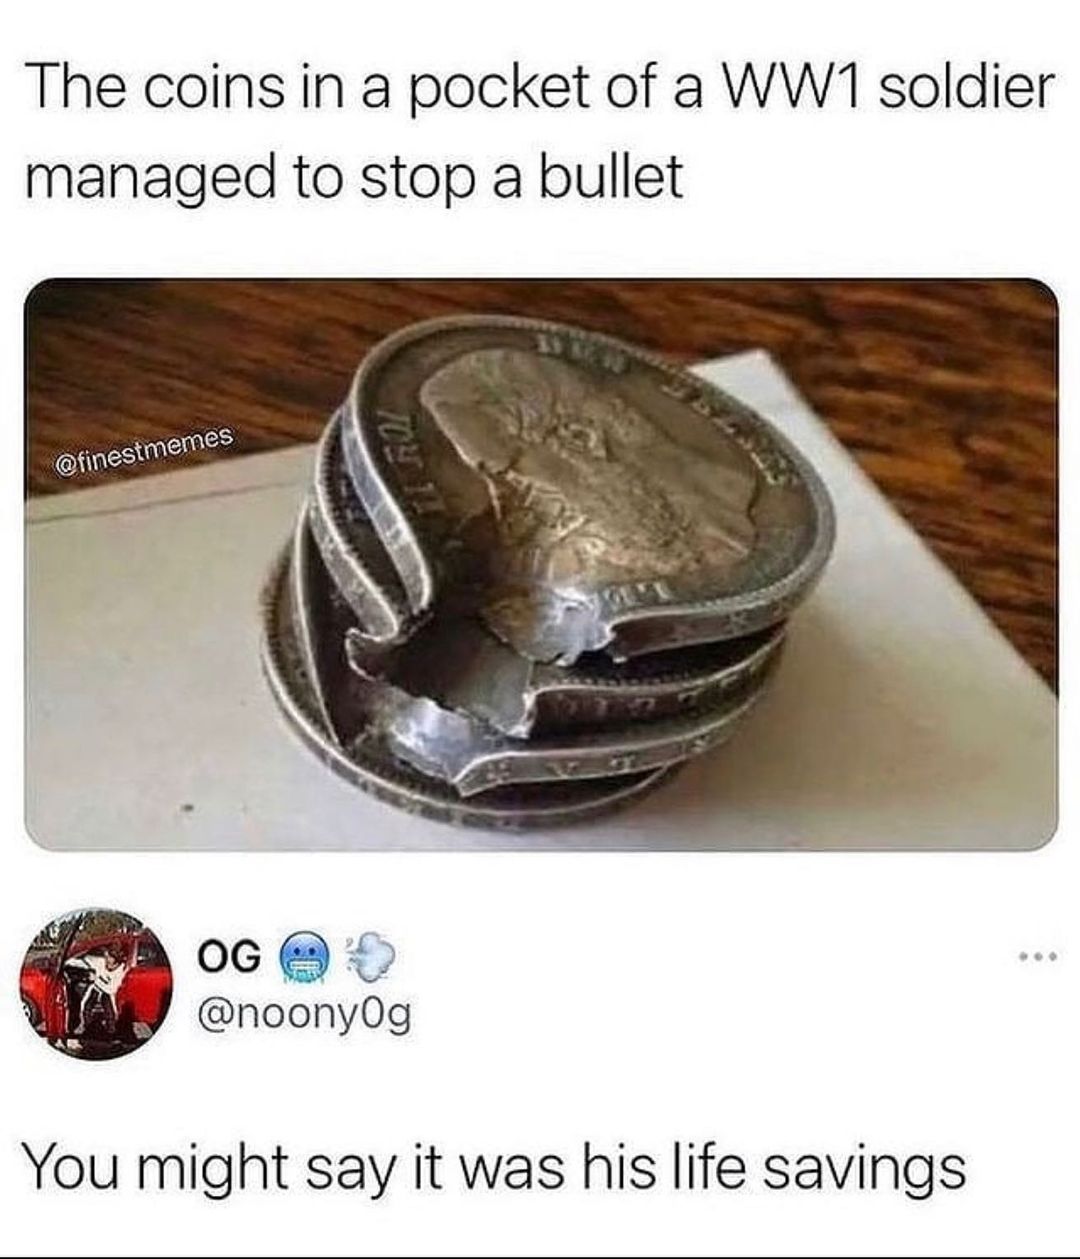 The coins in a pocket of a WW1 soldier
managed to stop a bullet
@finestmemes
OG 🥶 💨
@noony0g
You might say it was his life savings